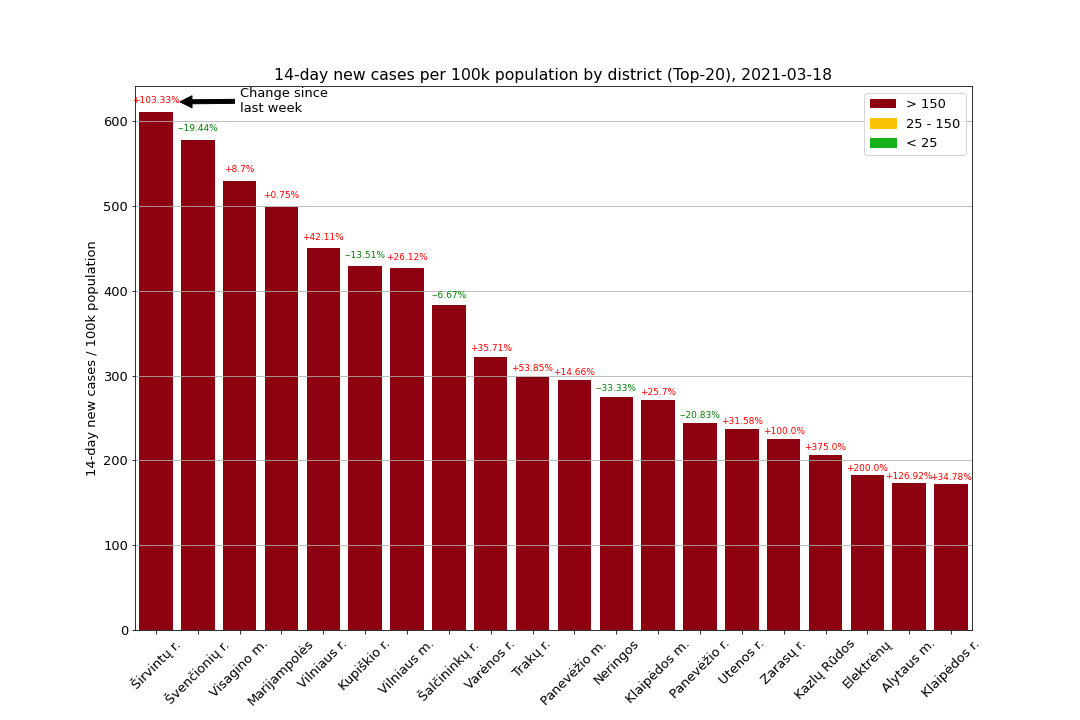 14-day new cases per 100k population by district (Top-20), 2021-03-18
Change since
last week
> 150
25 - 150
< 25
+103.33%
−19.44%
+8.7%
+0.75%
+42.11%
−13.51%
+26.12%
−6.67%
+35.71%
+53.85%
+14.66%
−33.33%
+25.7%
−20.83%
+31.58%
+100.0%
+375.0%
+200.0%
+126.92%
+34.78%
14-day new cases / 100k population
600
500
400
300
200
100
0
Širvintų r.
Švenčionių r.
Visagino m.
Marijampolės
Vilniaus r.
Kupiškio r.
Vilniaus m.
Šalčininkų r.
Varėnos r.
Trakų r.
Panevėžio m.
Neringos
Klaipėdos m.
Panevėžio r.
Utenos r.
Zarasų r.
Kazlų Rūdos
Elektrėnų
Alytaus m.
Klaipėdos r.